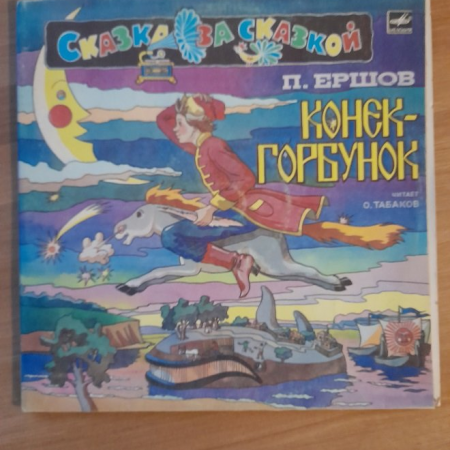 СКАЗКА ЗА СКАЗКОЙ
П. ЕРШОВ
КОНЕК-
ГОРБУНОК
ЧИТАЕТ
О. ТАБАКОВ